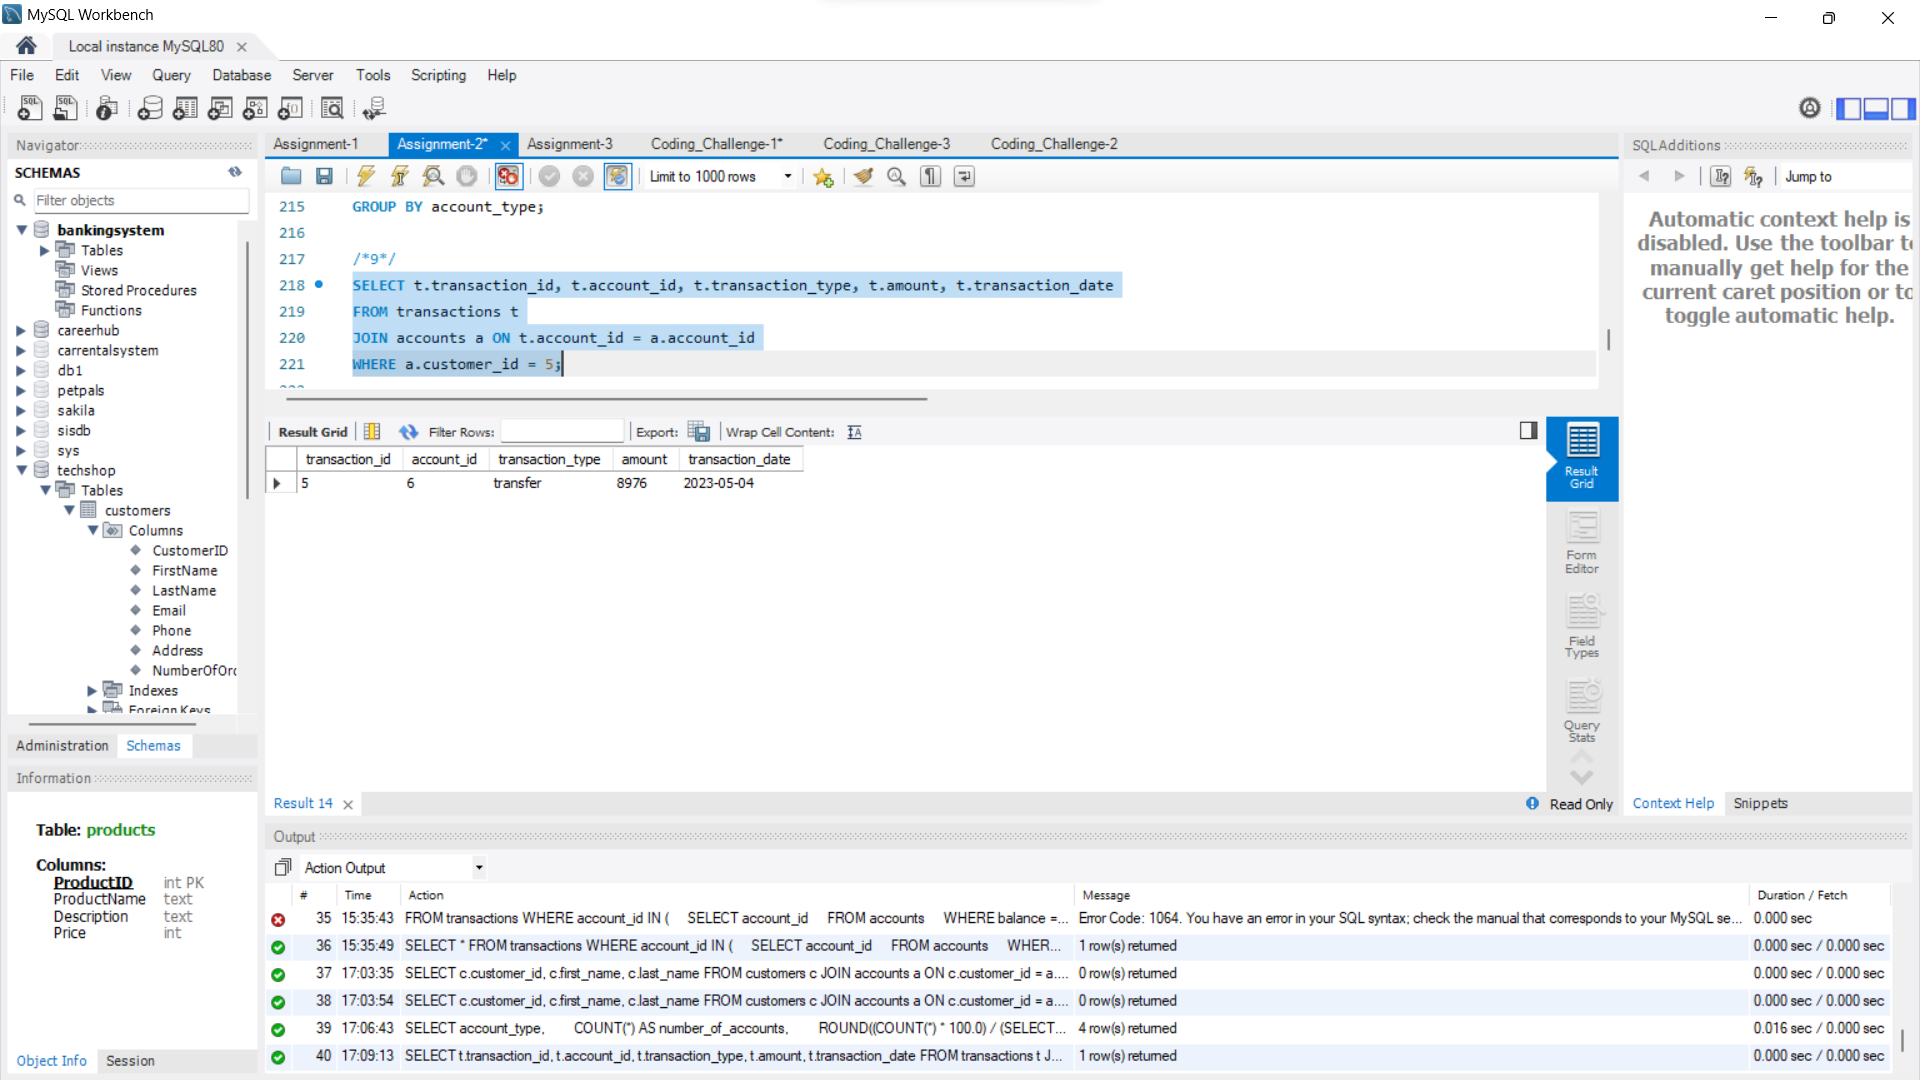 MySQL Workbench
Local instance MySQL80
File Edit View Query Database Server Tools Scripting Help
Navigator
SCHEMAS
Filter objects
bankingsystem
Tables
Views
Stored Procedures
Functions
careerhub
carrentalsystem
db1
petpals
sakila
sisdb
sys
techshop
Tables
customers
Columns
CustomerID
FirstName
LastName
Email
Phone
Address
NumberOfOrd
Indexes
Foreign Keys
Administration Schemas
Information
Table: products
Columns:
ProductID int PK
ProductName text
Description text
Price int
Object Info Session
Assignment-1 Assignment-2* Assignment-3 Coding_Challenge-1* Coding_Challenge-3 Coding_Challenge-2
Limit to 1000 rows
215 GROUP BY account_type;
216
217 /*9*/
218 SELECT t.transaction_id, t.account_id, t.transaction_type, t.amount, t.transaction_date
219 FROM transactions t
220 JOIN accounts a ON t.account_id = a.account_id
221 WHERE a.customer_id = 5;
Result Grid Filter Rows: Export: Wrap Cell Content:
transaction_id account_id transaction_type amount transaction_date
5 6 transfer 8976 2023-05-04
Result Grid
Form Editor
Field Types
Query Stats
Result 14 Read Only
SQLAdditions
Jump to
Automatic context help is
disabled. Use the toolbar to
manually get help for the
current caret position or to
toggle automatic help.
Context Help Snippets
Output
Action Output
# Time Action Message Duration / Fetch
35 15:35:43 FROM transactions WHERE account_id IN ( SELECT account_id FROM accounts WHERE balance =... Error Code: 1064. You have an error in your SQL syntax; check the manual that corresponds to your MySQL se... 0.000 sec
36 15:35:49 SELECT * FROM transactions WHERE account_id IN ( SELECT account_id FROM accounts WHER... 1 row(s) returned 0.000 sec / 0.000 sec
37 17:03:35 SELECT c.customer_id, c.first_name, c.last_name FROM customers c JOIN accounts a ON c.customer_id = a.... 0 row(s) returned 0.000 sec / 0.000 sec
38 17:03:54 SELECT c.customer_id, c.first_name, c.last_name FROM customers c JOIN accounts a ON c.customer_id = a.... 0 row(s) returned 0.000 sec / 0.000 sec
39 17:06:43 SELECT account_type, COUNT(*) AS number_of_accounts, ROUND((COUNT(*) * 100.0) / (SELECT... 4 row(s) returned 0.016 sec / 0.000 sec
40 17:09:13 SELECT t.transaction_id, t.account_id, t.transaction_type, t.amount, t.transaction_date FROM transactions t J... 1 row(s) returned 0.000 sec / 0.000 sec